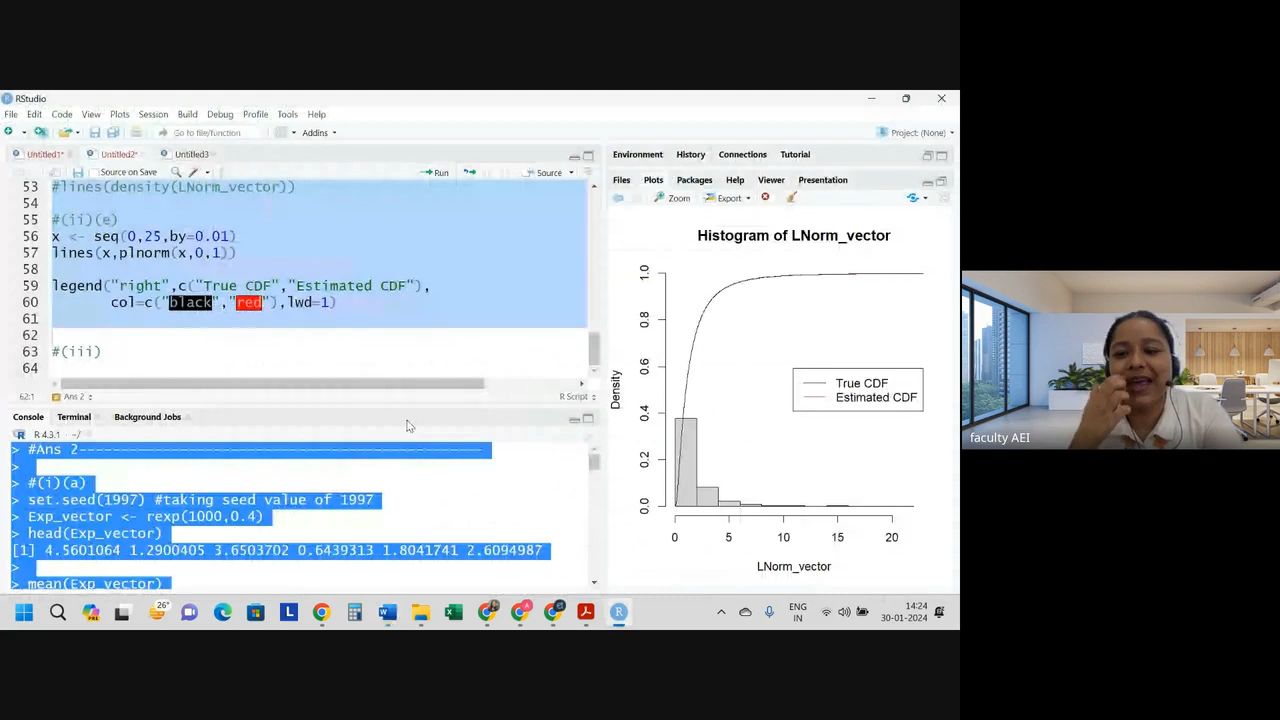 RStudio
File Edit Code View Plots Session Build Debug Profile Tools Help
Go to file/function Addins Project: (None)
Untitled1* Untitled2* Untitled3
Source on Save Run Source
53 #lines(density(LNorm_vector))
54
55 #(ii)(e)
56 x <- seq(0,25,by=0.01)
57 lines(x,plnorm(x,0,1))
58
59 legend("right",c("True CDF","Estimated CDF"),
60 col=c("black","red"),lwd=1)
61
62
63 #(iii)
64
62:1 Ans 2 R Script
Console Terminal Background Jobs
R 4.3.1 · ~/
> #Ans 2------------------------------------------------
>
> #(i)(a)
> set.seed(1997) #taking seed value of 1997
> Exp_vector <- rexp(1000,0.4)
> head(Exp_vector)
[1] 4.5601064 1.2900405 3.6503702 0.6439313 1.8041741 2.6094987
>
> mean(Exp_vector)
Environment History Connections Tutorial
Files Plots Packages Help Viewer Presentation
Zoom Export
Histogram of LNorm_vector
Density
1.0
0.8
0.6
0.4
0.2
0.0
True CDF
Estimated CDF
0 5 10 15 20
LNorm_vector
faculty AEI
26°
PRE
L
ENG
IN
14:24
30-01-2024